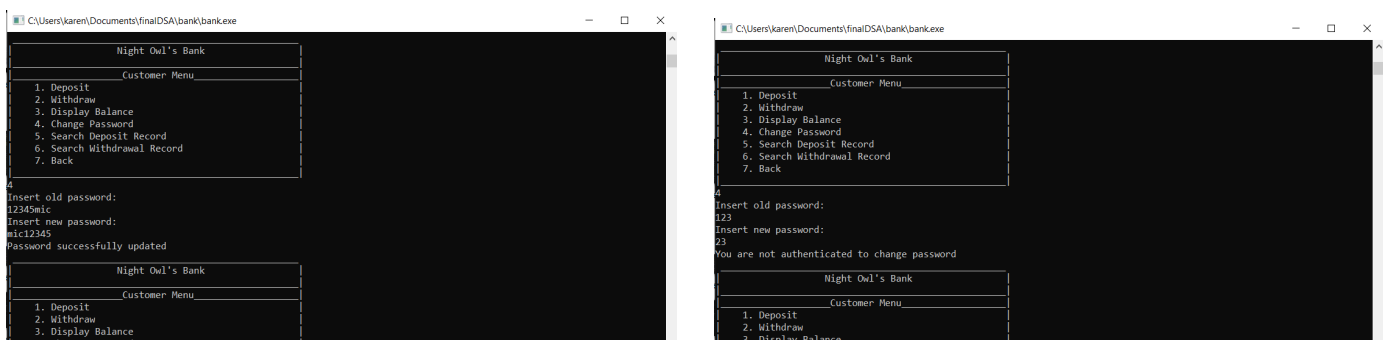 C:\Users\karen\Documents\finalDSA\bank\bank.exe
Night Owl's Bank
Customer Menu
1. Deposit
2. Withdraw
3. Display Balance
4. Change Password
5. Search Deposit Record
6. Search Withdrawal Record
7. Back
4
Insert old password:
12345mic
Insert new password:
mic12345
Password successfully updated
Night Owl's Bank
Customer Menu
1. Deposit
2. Withdraw
3. Display Balance
C:\Users\karen\Documents\finalDSA\bank\bank.exe
Night Owl's Bank
Customer Menu
1. Deposit
2. Withdraw
3. Display Balance
4. Change Password
5. Search Deposit Record
6. Search Withdrawal Record
7. Back
4
Insert old password:
123
Insert new password:
23
You are not authenticated to change password
Night Owl's Bank
Customer Menu
1. Deposit
2. Withdraw
3. Display Balance